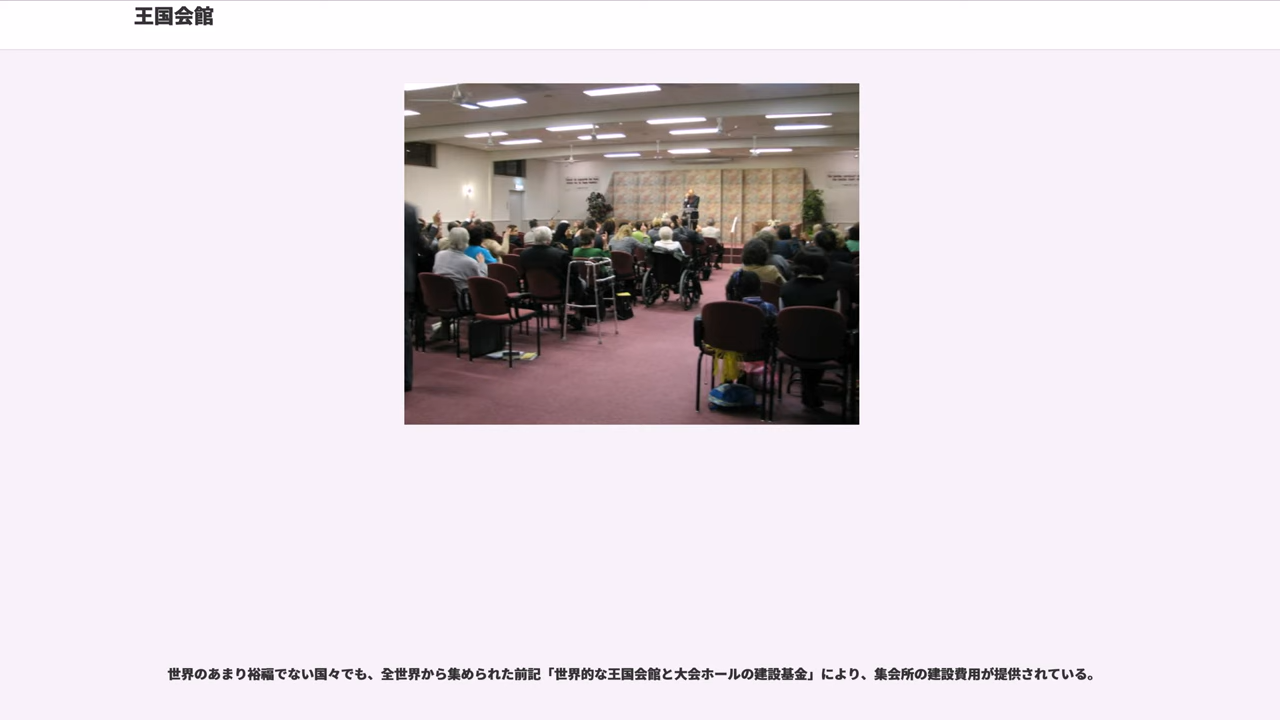 王国会館
世界のあまり裕福でない国々でも、全世界から集められた前記「世界的な王国会館と大会ホールの建設基金」により、集会所の建設費用が提供されている。